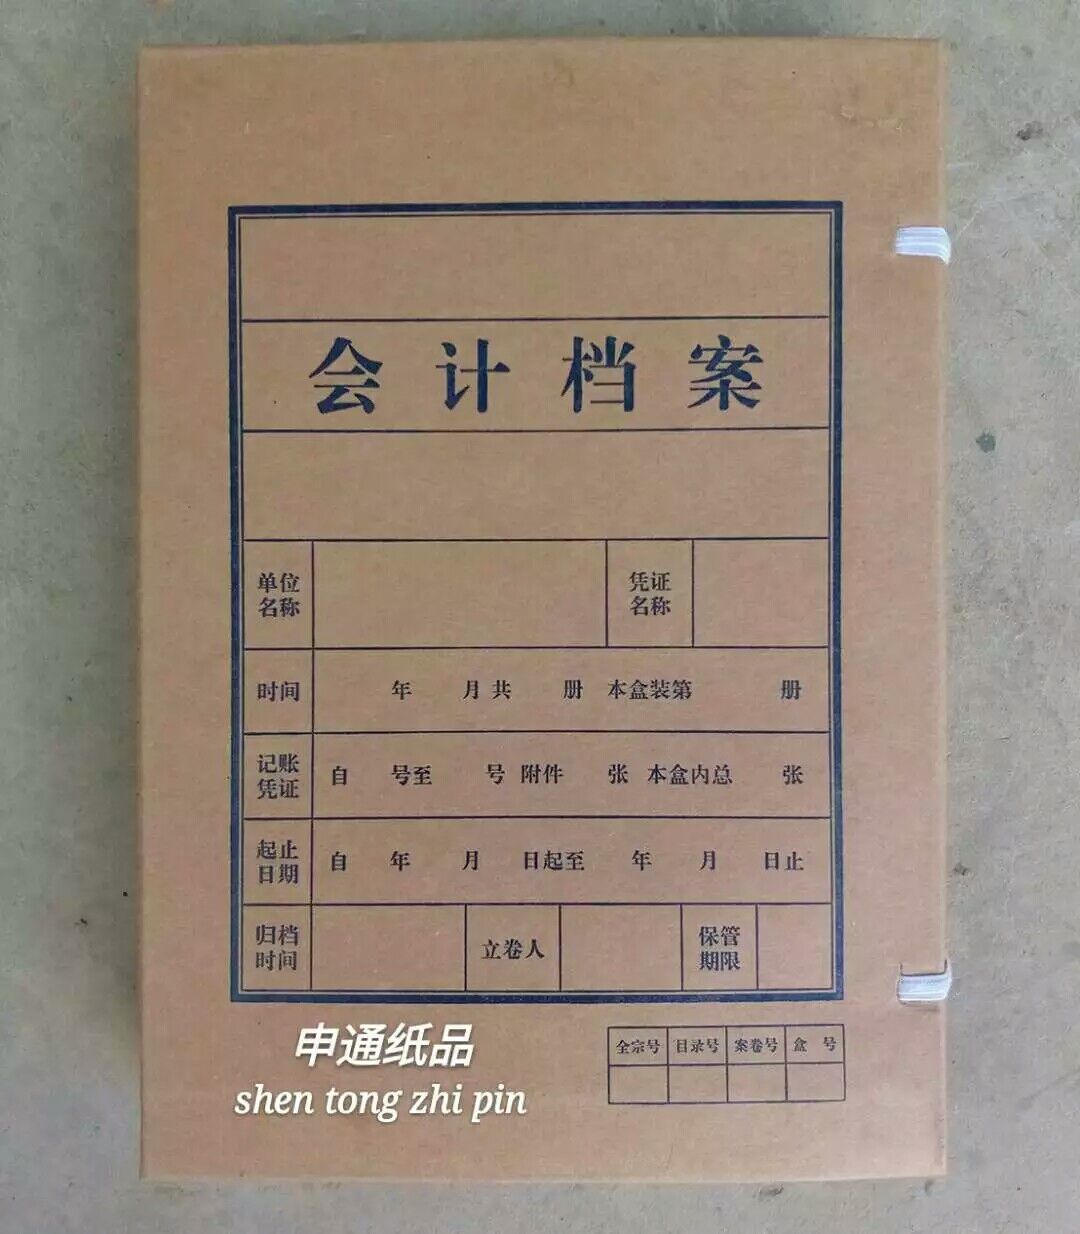 会计档案
单位名称 凭证名称
时间 年 月共 册 本盒装第 册
记账凭证 自 号至 号 附件 张 本盒内总 张
起止日期 自 年 月 日起至 年 月 日止
归档时间 立卷人 保管期限
申通纸品
shen tong zhi pin
全宗号 目录号 案卷号 盒 号